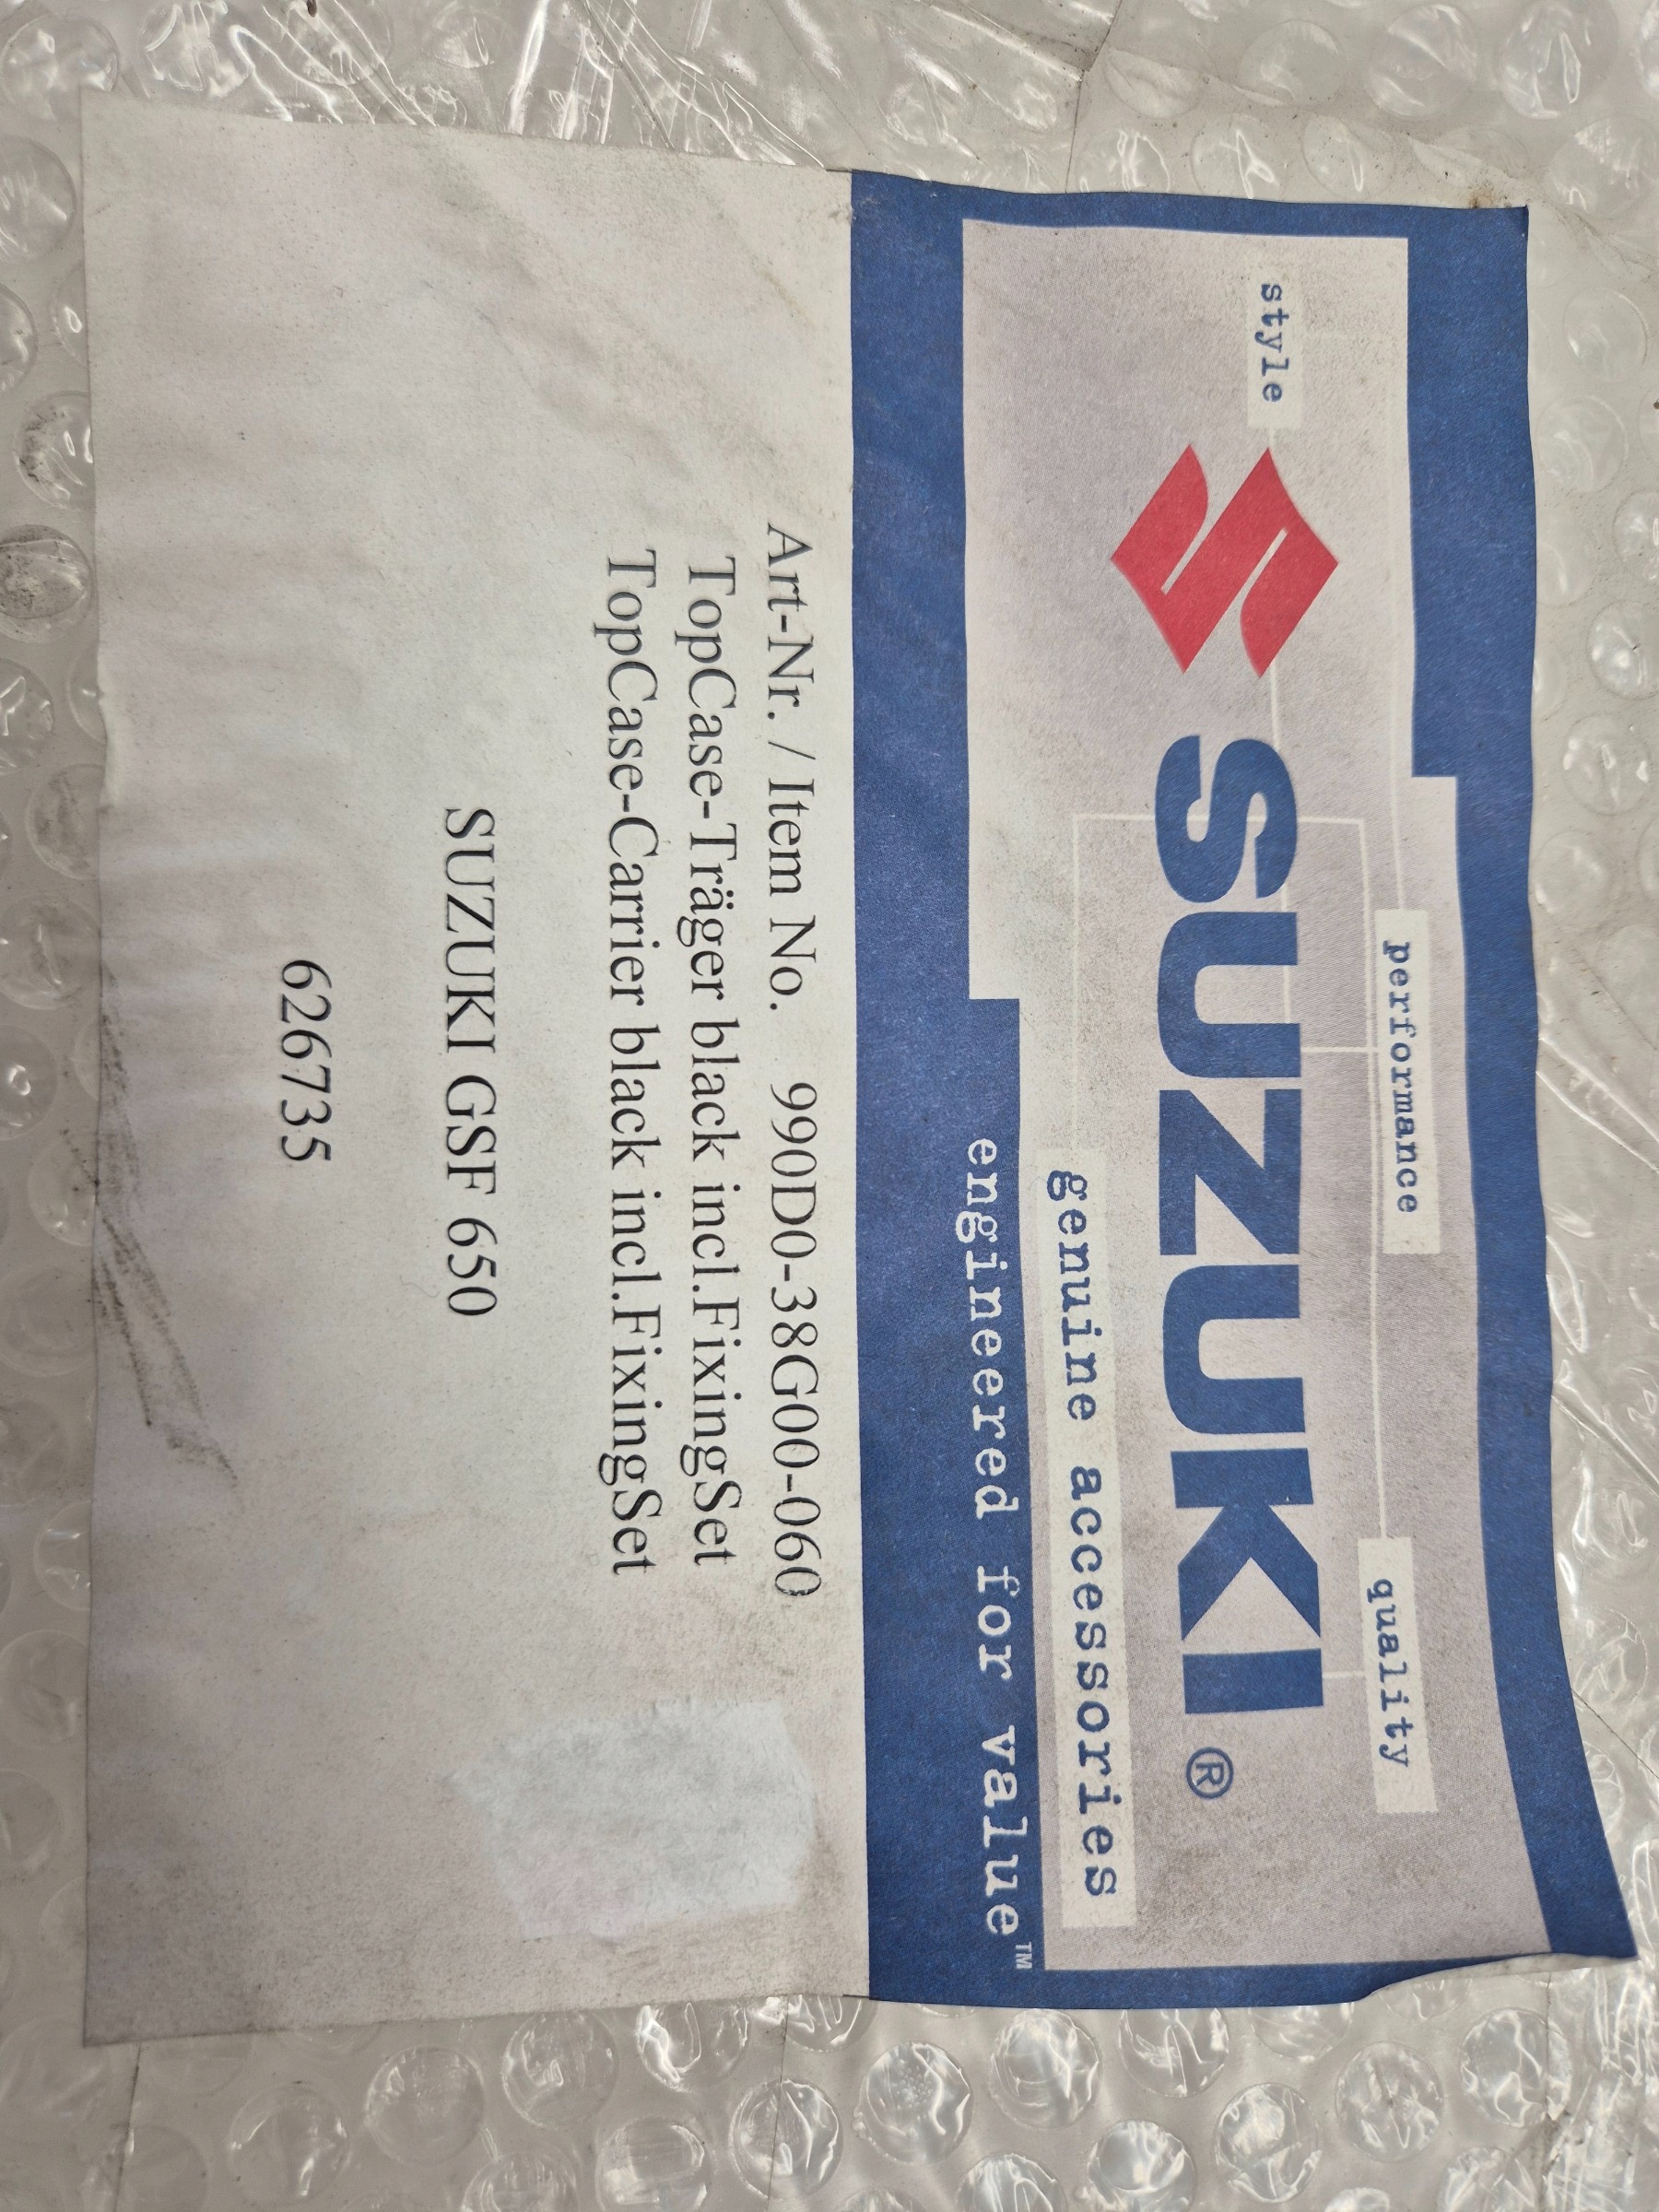 style
performance
quality
SUZUKI®
genuine accessories
engineered for value™
Art-Nr. / Item No. 990D0-38G00-060
TopCase-Träger black incl.FixingSet
TopCase-Carrier black incl.FixingSet
SUZUKI GSF 650
626735